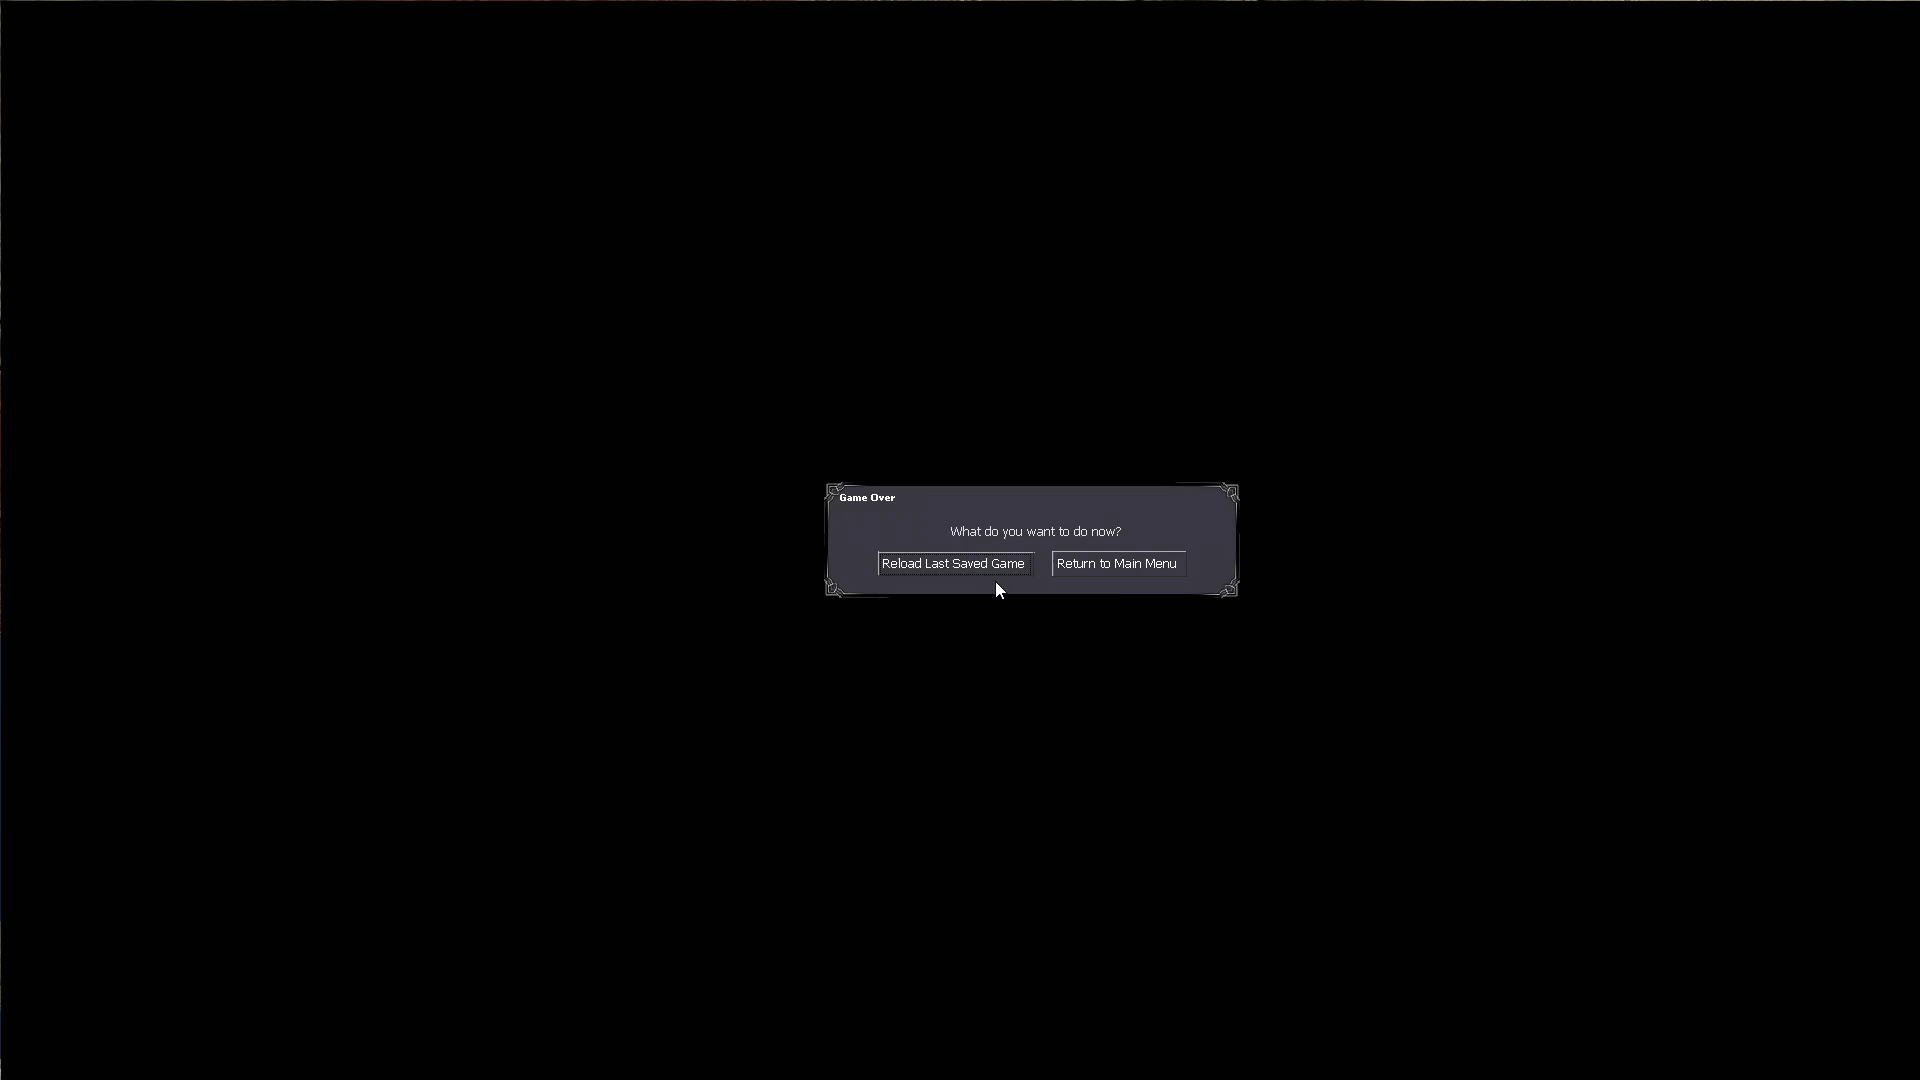 Game Over
What do you want to do now?
Reload Last Saved Game
Return to Main Menu